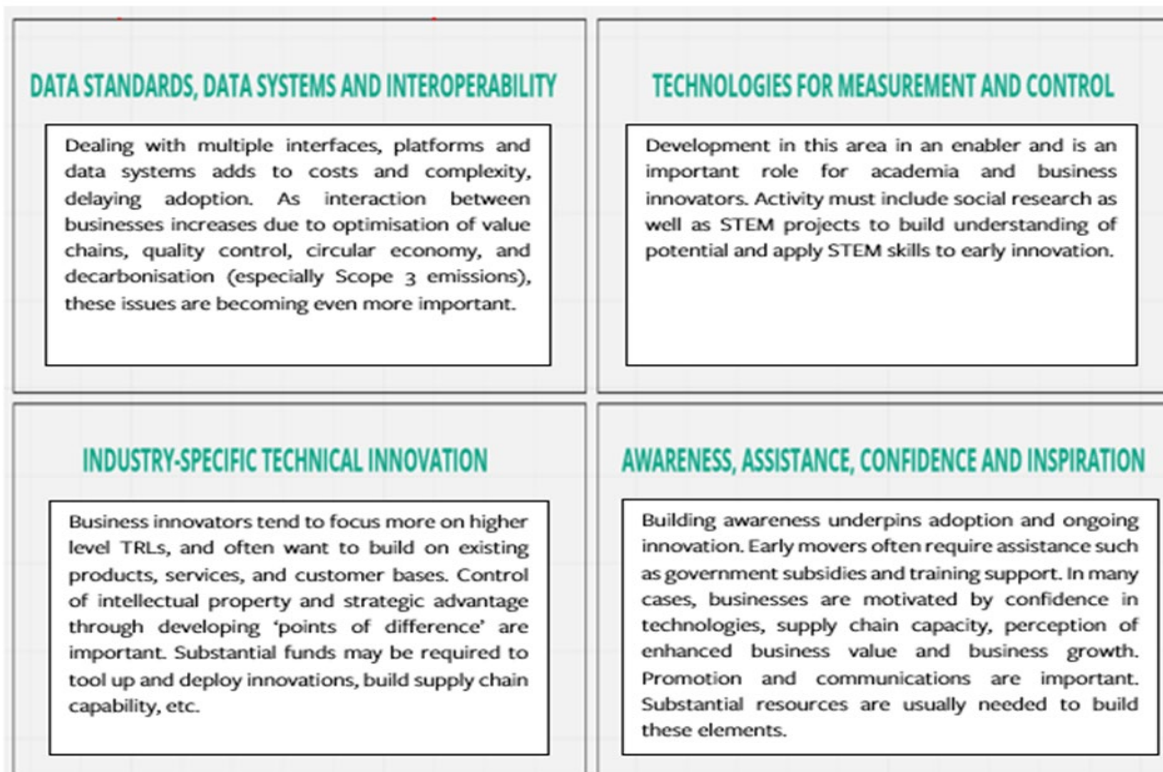 DATA STANDARDS, DATA SYSTEMS AND INTEROPERABILITY
Dealing with multiple interfaces, platforms and
data systems adds to costs and complexity,
delaying adoption. As interaction between
businesses increases due to optimisation of value
chains, quality control, circular economy, and
decarbonisation (especially Scope 3 emissions),
these issues are becoming even more important.
TECHNOLOGIES FOR MEASUREMENT AND CONTROL
Development in this area in an enabler and is an
important role for academia and business
innovators. Activity must include social research as
well as STEM projects to build understanding of
potential and apply STEM skills to early innovation.
INDUSTRY-SPECIFIC TECHNICAL INNOVATION
Business innovators tend to focus more on higher
level TRLs, and often want to build on existing
products, services, and customer bases. Control
of intellectual property and strategic advantage
through developing ‘points of difference’ are
important. Substantial funds may be required to
tool up and deploy innovations, build supply chain
capability, etc.
AWARENESS, ASSISTANCE, CONFIDENCE AND INSPIRATION
Building awareness underpins adoption and ongoing
innovation. Early movers often require assistance such
as government subsidies and training support. In many
cases, businesses are motivated by confidence in
technologies, supply chain capacity, perception of
enhanced business value and business growth.
Promotion and communications are important.
Substantial resources are usually needed to build
these elements.